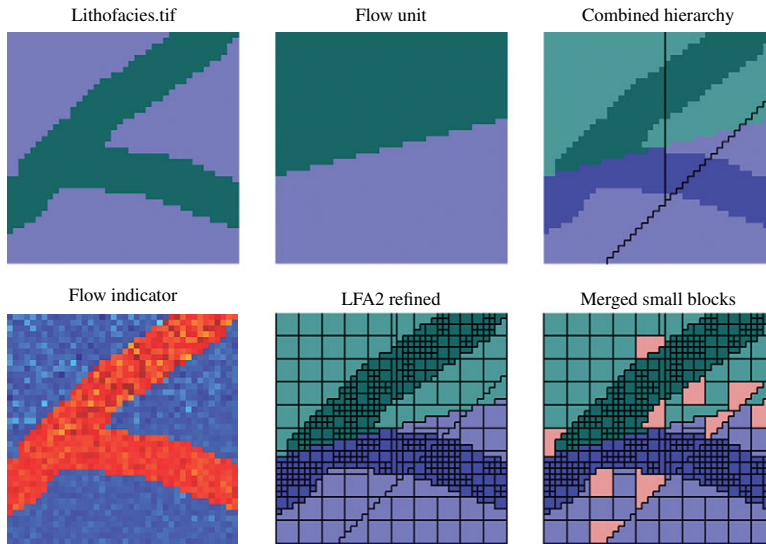 Lithofacies.tif
Flow unit
Combined hierarchy
Flow indicator
LFA2 refined
Merged small blocks